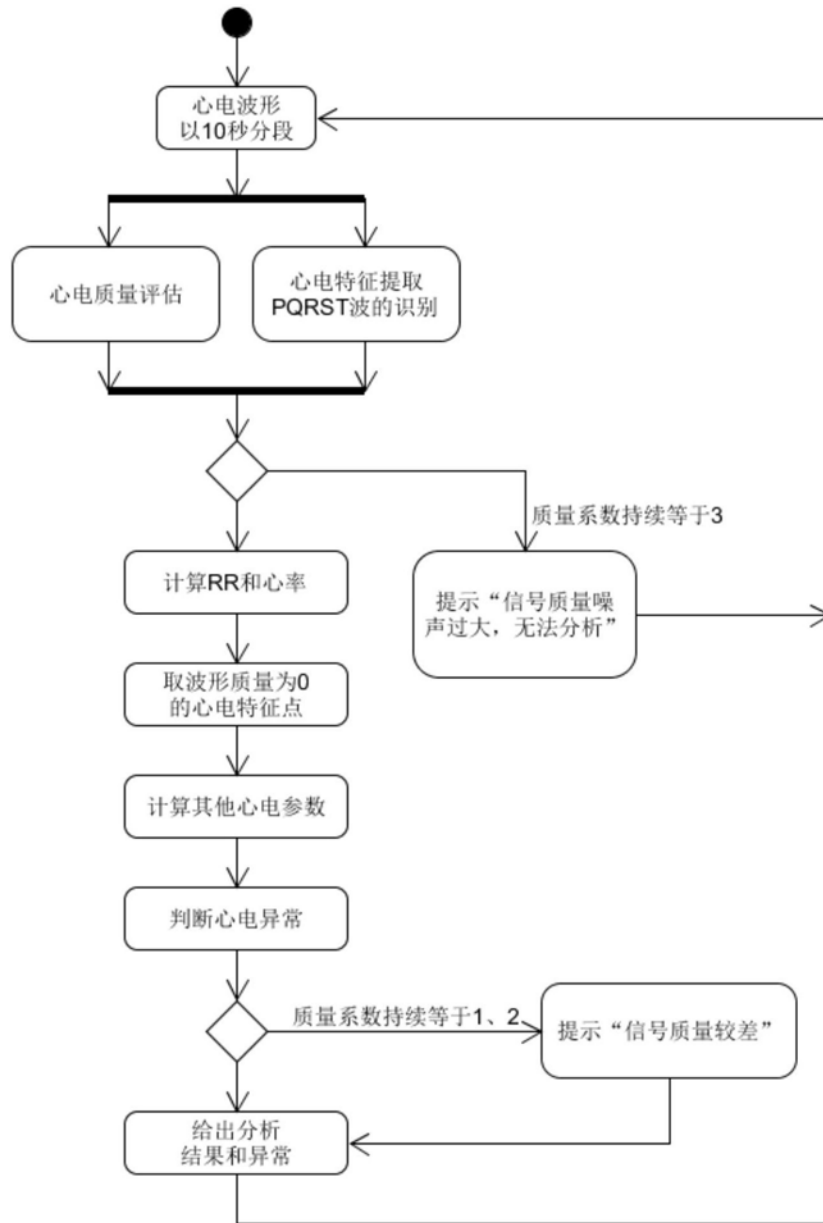 心电波形
以10秒分段
心电质量评估
心电特征提取
PQRST波的识别
质量系数持续等于3
计算RR和心率
提示“信号质量噪
声过大，无法分析”
取波形质量为0
的心电特征点
计算其他心电参数
判断心电异常
质量系数持续等于1、2
提示“信号质量较差”
给出分析
结果和异常